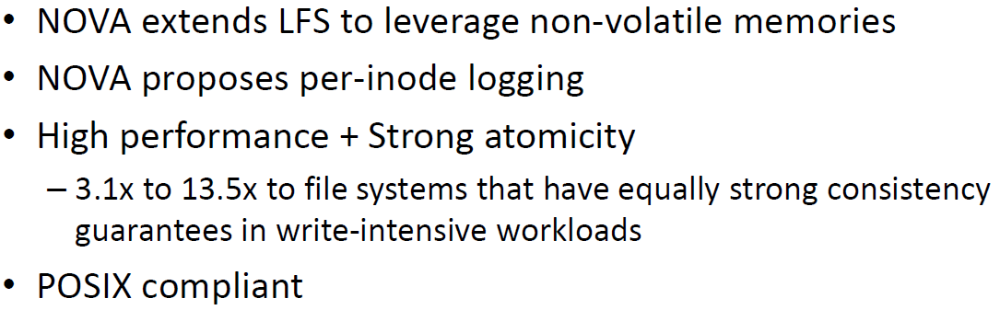 • NOVA extends LFS to leverage non-volatile memories
• NOVA proposes per-inode logging
• High performance + Strong atomicity
– 3.1x to 13.5x to file systems that have equally strong consistency
guarantees in write-intensive workloads
• POSIX compliant